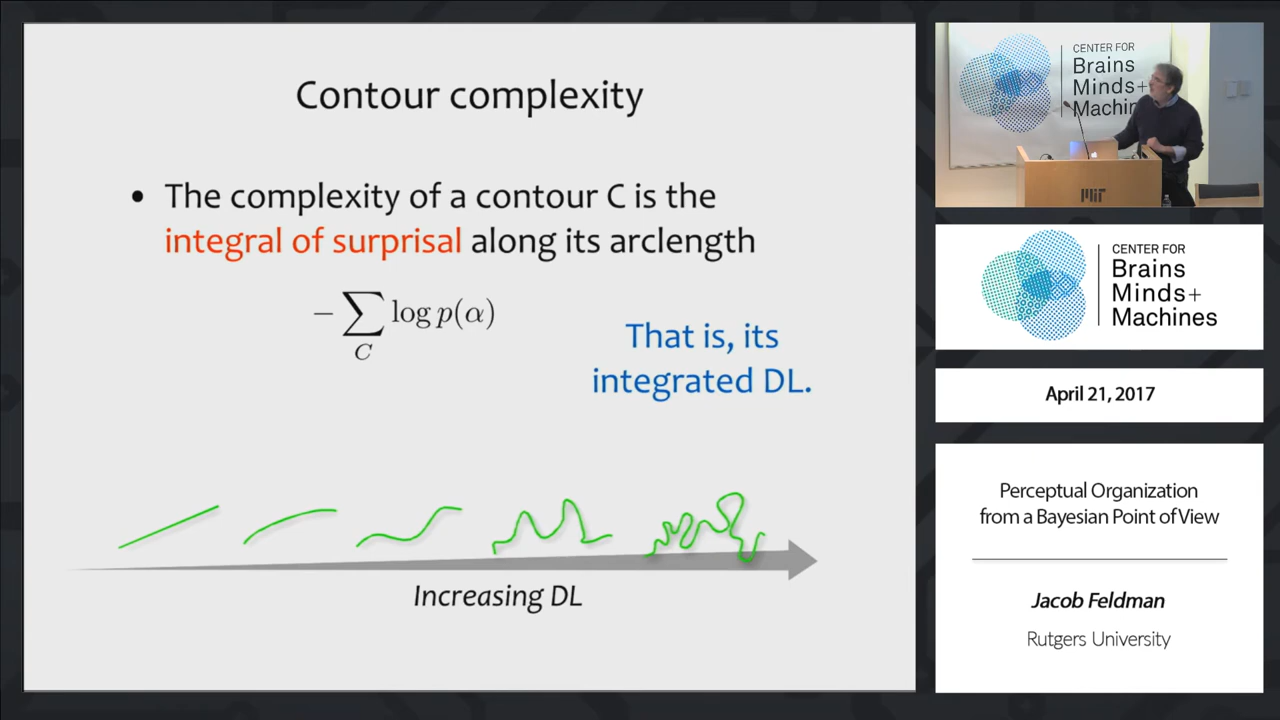 Contour complexity
• The complexity of a contour C is the
integral of surprisal along its arclength
− ∑ log p(α)
C
That is, its
integrated DL.
Increasing DL
CENTER FOR
Brains
Minds+
Machin
MIT
CENTER FOR
Brains
Minds+
Machines
April 21, 2017
Perceptual Organization
from a Bayesian Point of View
Jacob Feldman
Rutgers University